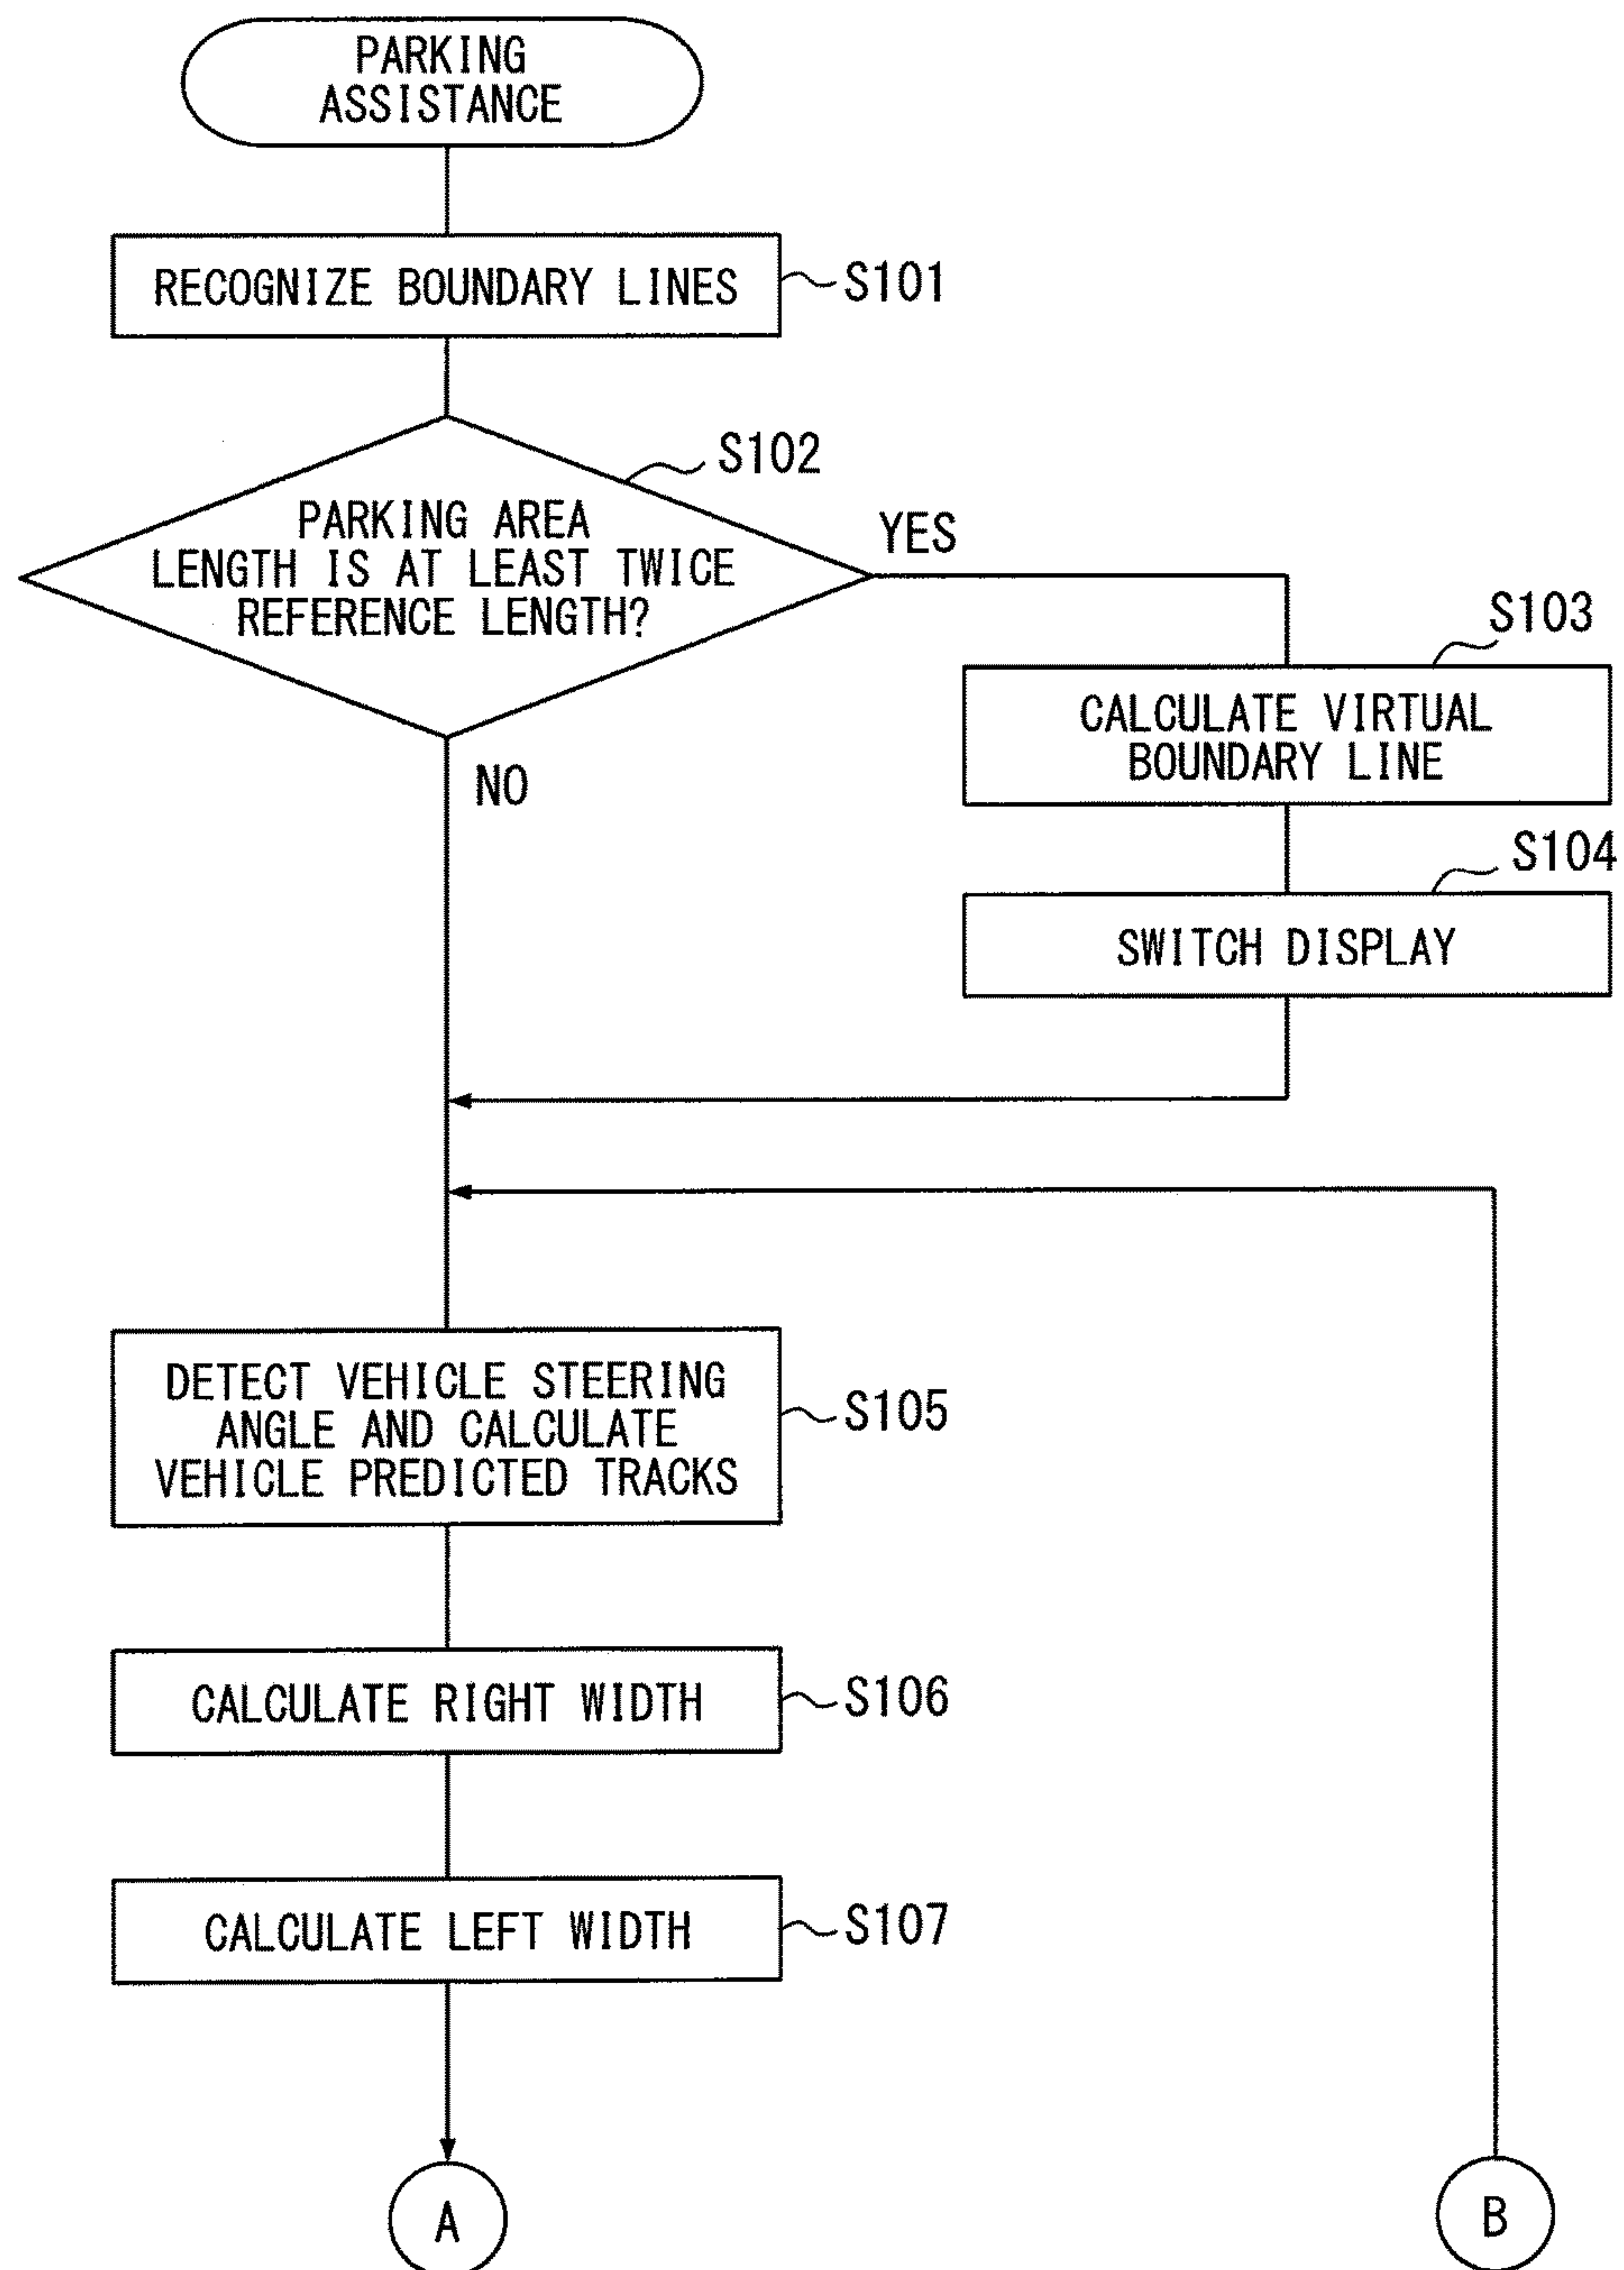 PARKING
ASSISTANCE
RECOGNIZE BOUNDARY LINES
S101
S102
PARKING AREA
LENGTH IS AT LEAST TWICE
REFERENCE LENGTH?
YES
NO
S103
CALCULATE VIRTUAL
BOUNDARY LINE
S104
SWITCH DISPLAY
DETECT VEHICLE STEERING
ANGLE AND CALCULATE
VEHICLE PREDICTED TRACKS
S105
CALCULATE RIGHT WIDTH
S106
CALCULATE LEFT WIDTH
S107
A
B